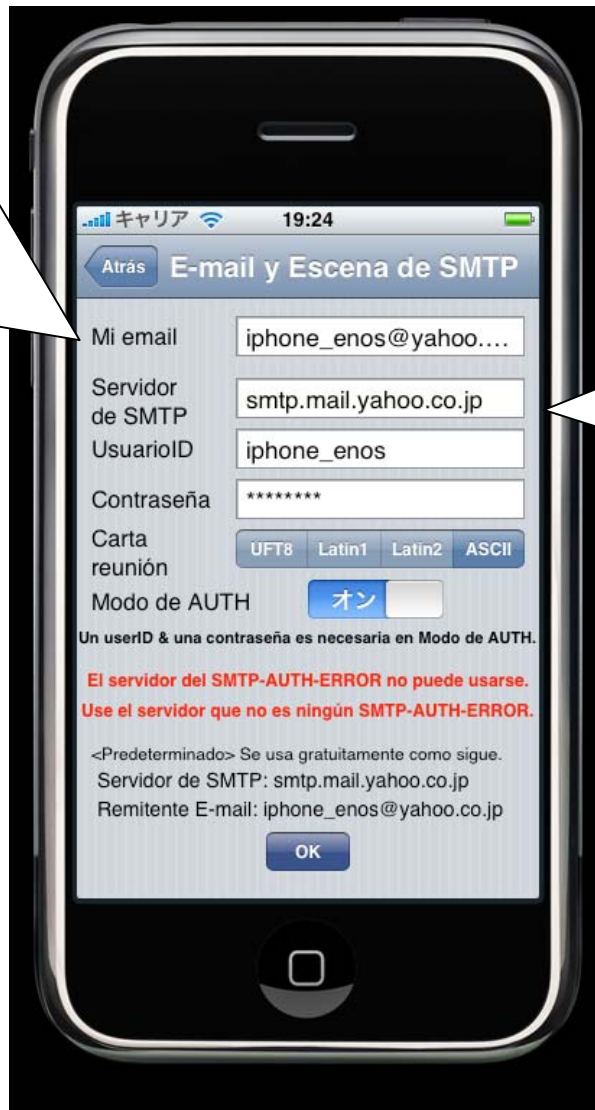 キャリア 19:24
Atrás E-mail y Escena de SMTP
Mi email iphone_enos@yahoo....
Servidor
de SMTP smtp.mail.yahoo.co.jp
UsuarioID iphone_enos
Contraseña ********
Carta
reunión UFT8 Latin1 Latin2 ASCII
Modo de AUTH オン
Un userID & una contraseña es necesaria en Modo de AUTH.
El servidor del SMTP-AUTH-ERROR no puede usarse.
Use el servidor que no es ningún SMTP-AUTH-ERROR.
<Predeterminado> Se usa gratuitamente como sigue.
Servidor de SMTP: smtp.mail.yahoo.co.jp
Remitente E-mail: iphone_enos@yahoo.co.jp
OK